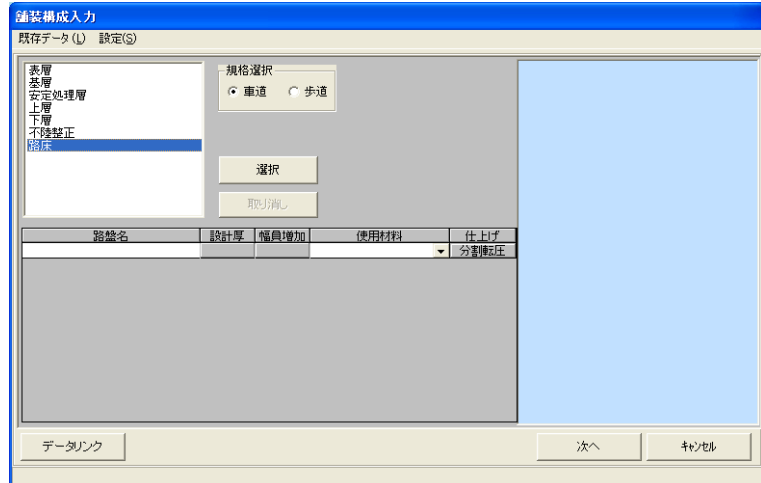 舗装構成入力
既存データ(L) 設定(S)
表層
基層
安定処理層
上層
下層
不陸整正
路床
規格選択
車道 歩道
選択
取り消し
路盤名 設計厚 幅員増加 使用材料 仕上げ
分割転圧
データリンク 次へ キャンセル